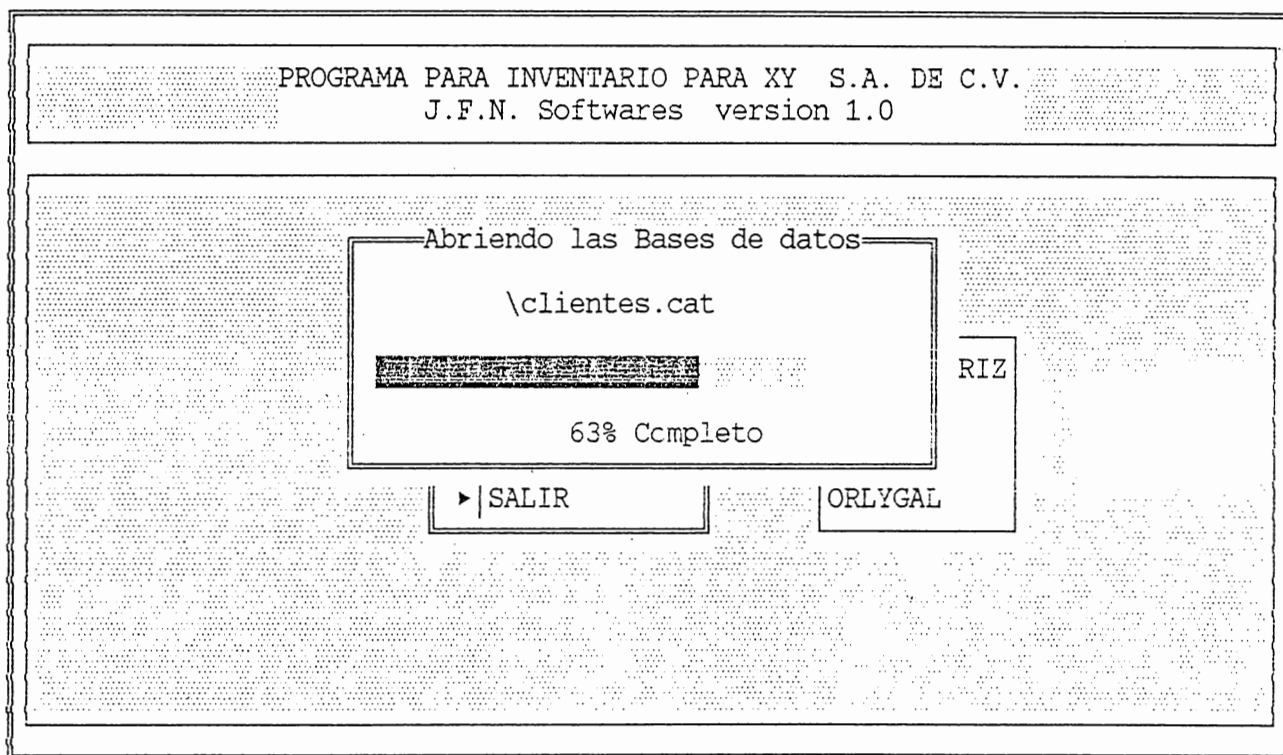 PROGRAMA PARA INVENTARIO PARA XY S.A. DE C.V.
J.F.N. Softwares version 1.0
Abriendo las Bases de datos
\clientes.cat
RIZ
63% Completo
►SALIR
ORLYGAL